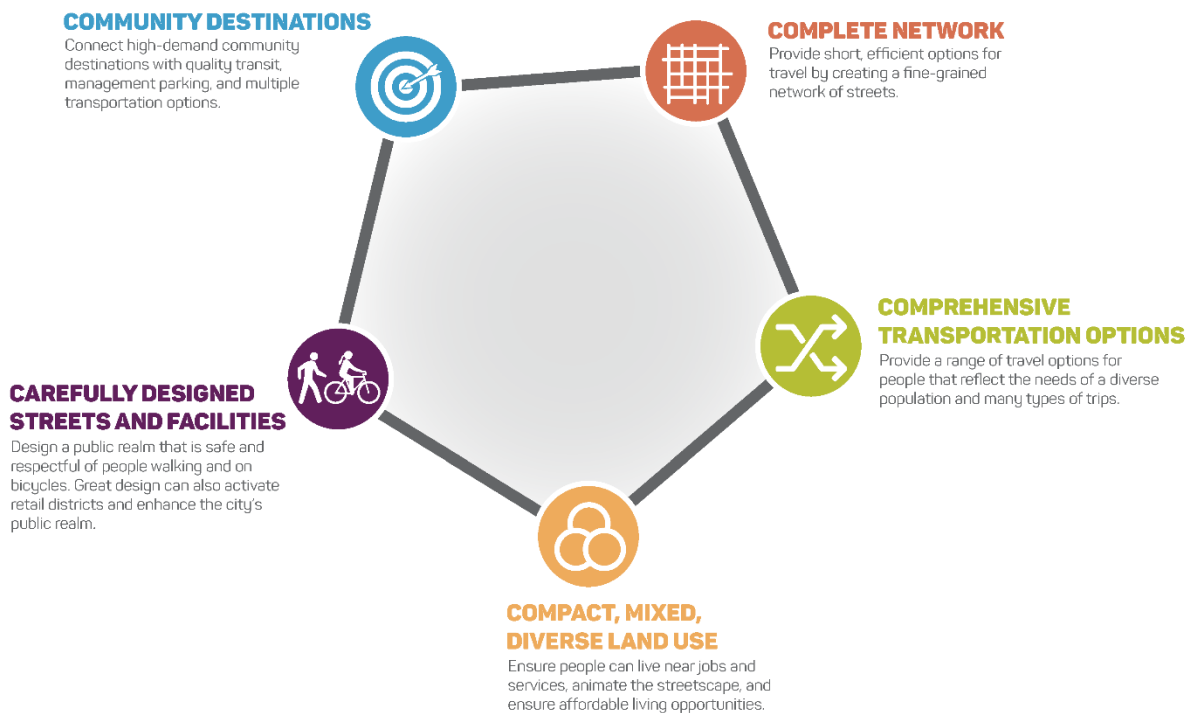 COMMUNITY DESTINATIONS
Connect high-demand community
destinations with quality transit,
management parking, and multiple
transportation options.
COMPLETE NETWORK
Provide short, efficient options for
travel by creating a fine-grained
network of streets.
COMPREHENSIVE
TRANSPORTATION OPTIONS
Provide a range of travel options for
people that reflect the needs of a diverse
population and many types of trips.
CAREFULLY DESIGNED
STREETS AND FACILITIES
Design a public realm that is safe and
respectful of people walking and on
bicycles. Great design can also activate
retail districts and enhance the city's
public realm.
COMPACT, MIXED,
DIVERSE LAND USE
Ensure people can live near jobs and
services, animate the streetscape, and
ensure affordable living opportunities.